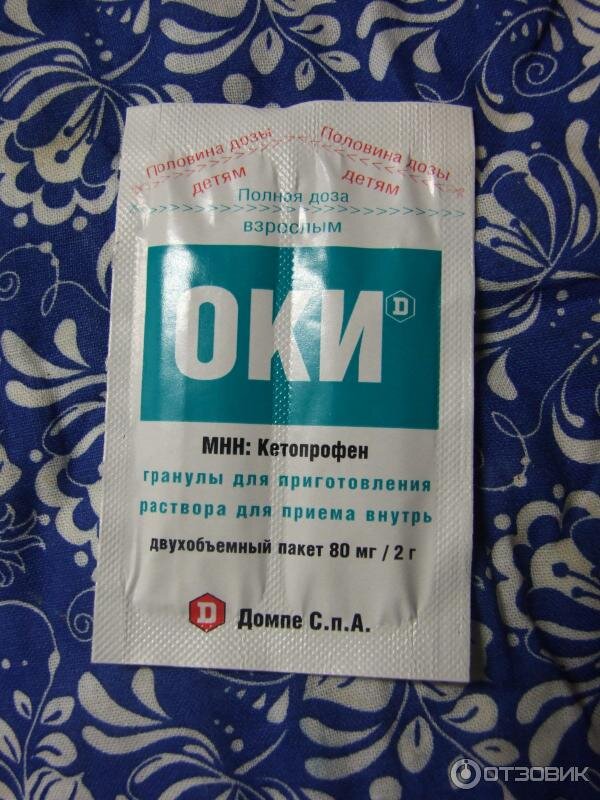 Половина дозы
детям
Половина дозы
детям
Полная доза
взрослым
ОКИ
D
МНН: Кетопрофен
гранулы для приготовления
раствора для приема внутрь
двухобъемный пакет 80 мг / 2 г
D Домпе С.п.А.
ОТЗОВИК